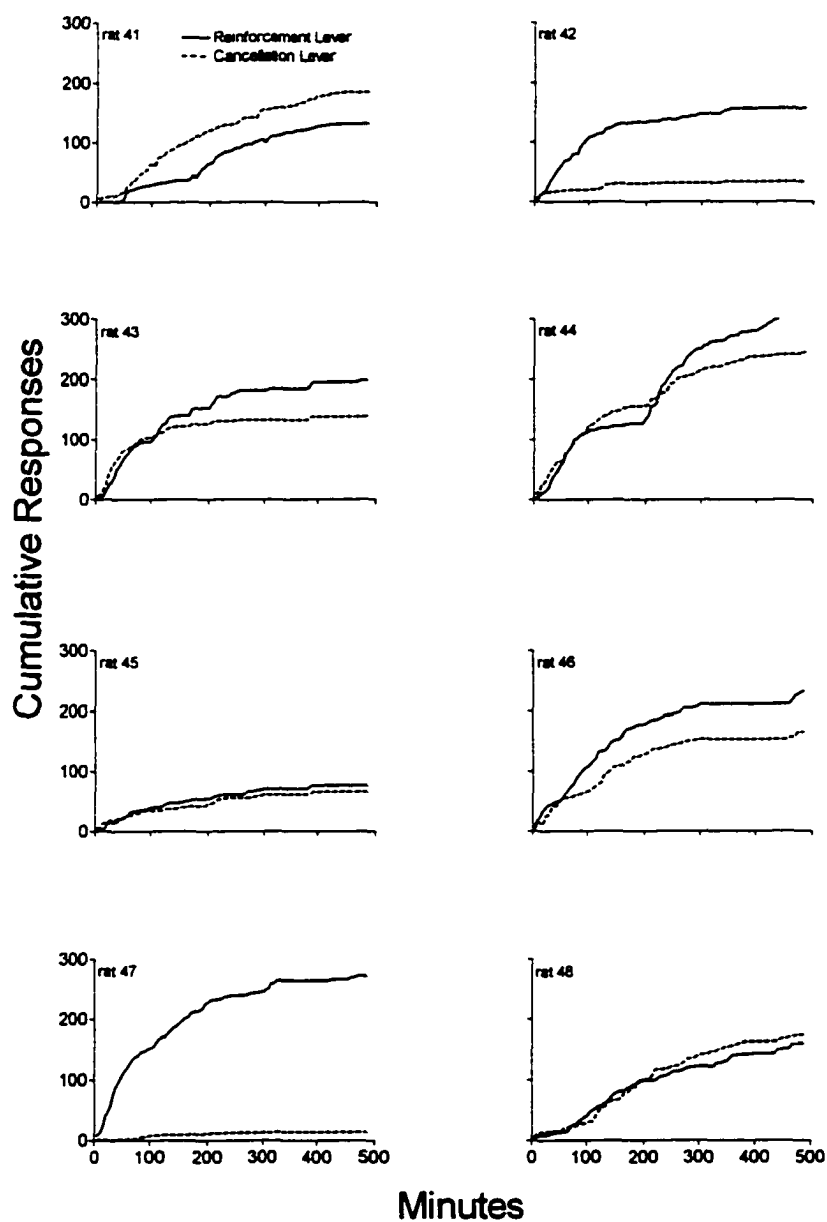 300
200
100
0
rat 41
Reinforcement Lever
Cancellation Lever
rat 42
300
200
100
0
rat 43
rat 44
300
200
100
0
rat 45
rat 46
300
200
100
0
rat 47
0 100 200 300 400 500
rat 48
0 100 200 300 400 500
Cumulative Responses
Minutes